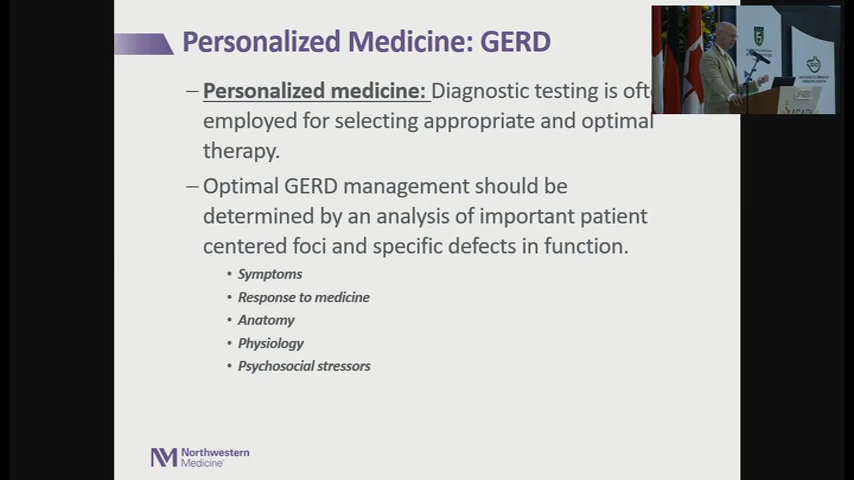 Personalized Medicine: GERD
– Personalized medicine: Diagnostic testing is oft
employed for selecting appropriate and optimal
therapy.
– Optimal GERD management should be
determined by an analysis of important patient
centered foci and specific defects in function.
• Symptoms
• Response to medicine
• Anatomy
• Physiology
• Psychosocial stressors
NM Northwestern
Medicine